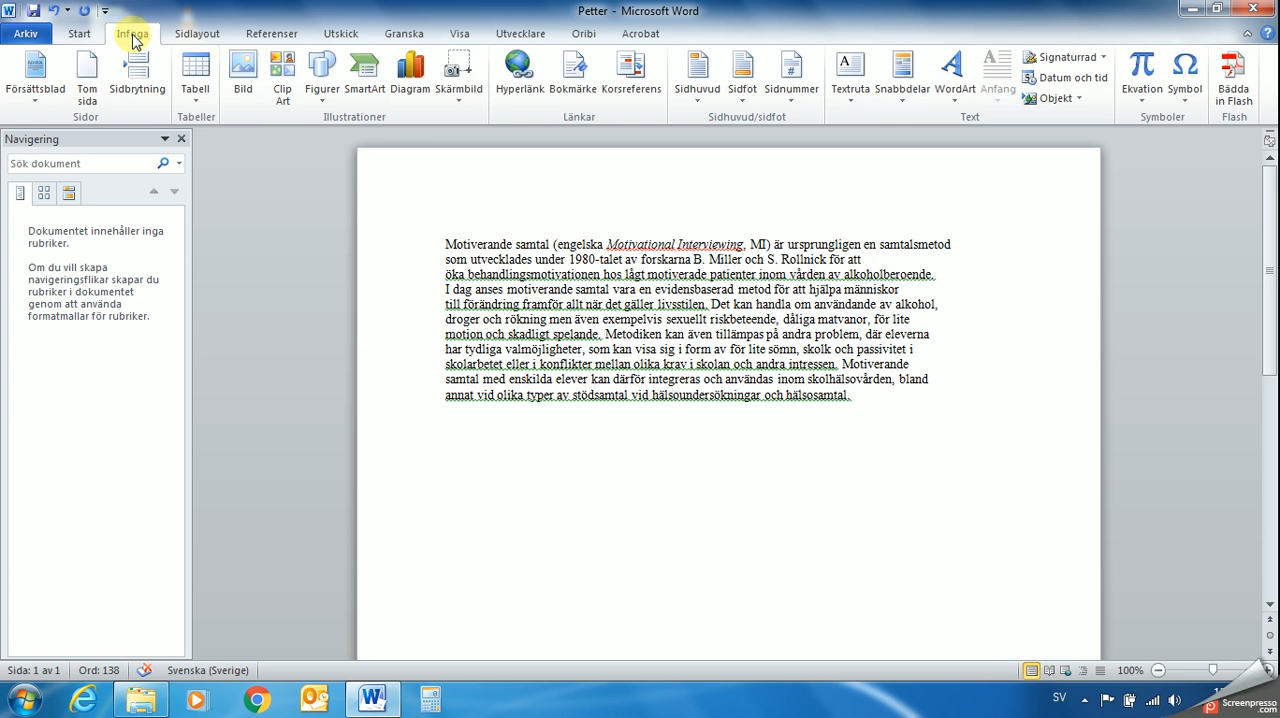 Petter - Microsoft Word
Arkiv Start Infoga Sidlayout Referenser Utskick Granska Visa Utvecklare Oribi Acrobat
Försättsblad Tom sida Sidbrytning Tabell Bild Clip Art Figurer SmartArt Diagram Skärmbild Hyperlänk Bokmärke Korsreferens Sidhuvud Sidfot Sidnummer Textruta Snabbdelar WordArt Anfang Ekvation Symbol Bädda in Flash
Signaturrad
Datum och tid
Objekt
Sidor Tabeller Illustrationer Länkar Sidhuvud/sidfot Text Symboler Flash
Navigering
Sök dokument
Dokumentet innehåller inga
rubriker.
Om du vill skapa
navigeringsflikar skapar du
rubriker i dokumentet
genom att använda
formatmallar för rubriker.
Motiverande samtal (engelska Motivational Interviewing, MI) är ursprungligen en samtalsmetod
som utvecklades under 1980-talet av forskarna B. Miller och S. Rollnick för att
öka behandlingsmotivationen hos lågt motiverade patienter inom vården av alkoholberoende.
I dag anses motiverande samtal vara en evidensbaserad metod för att hjälpa människor
till förändring framför allt när det gäller livsstilen. Det kan handla om användande av alkohol,
droger och rökning men även exempelvis sexuellt riskbeteende, dåliga matvanor, för lite
motion och skadligt spelande. Metodiken kan även tillämpas på andra problem, där eleverna
har tydliga valmöjligheter, som kan visa sig i form av för lite sömn, skolk och passivitet i
skolarbetet eller i konflikter mellan olika krav i skolan och andra intressen. Motiverande
samtal med enskilda elever kan därför integreras och användas inom skolhälsovården, bland
annat vid olika typer av stödsamtal vid hälsoundersökningar och hälsosamtal.
Sida: 1 av 1 Ord: 138 Svenska (Sverige) 100%
SV
Screenpresso
.com